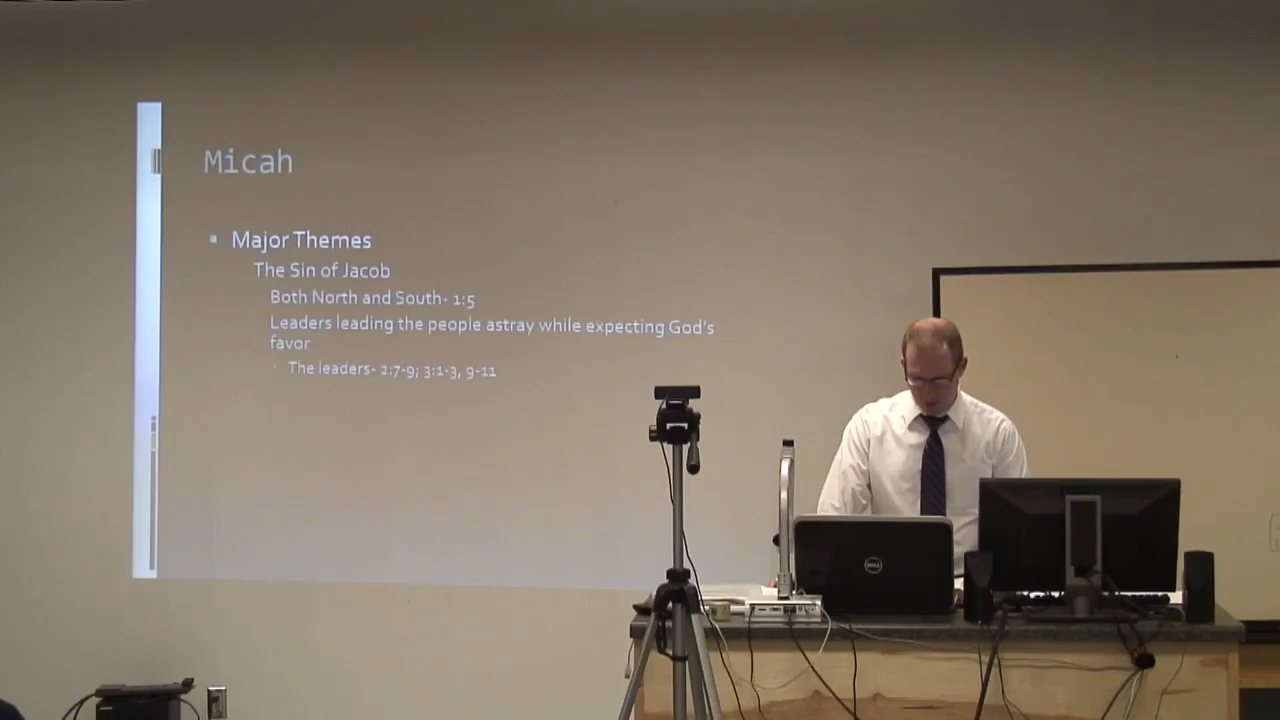 Micah
Major Themes
The Sin of Jacob
Both North and South- 1:5
Leaders leading the people astray while expecting God's
favor
The leaders- 2:7-9; 3:1-3, 9-11
DELL